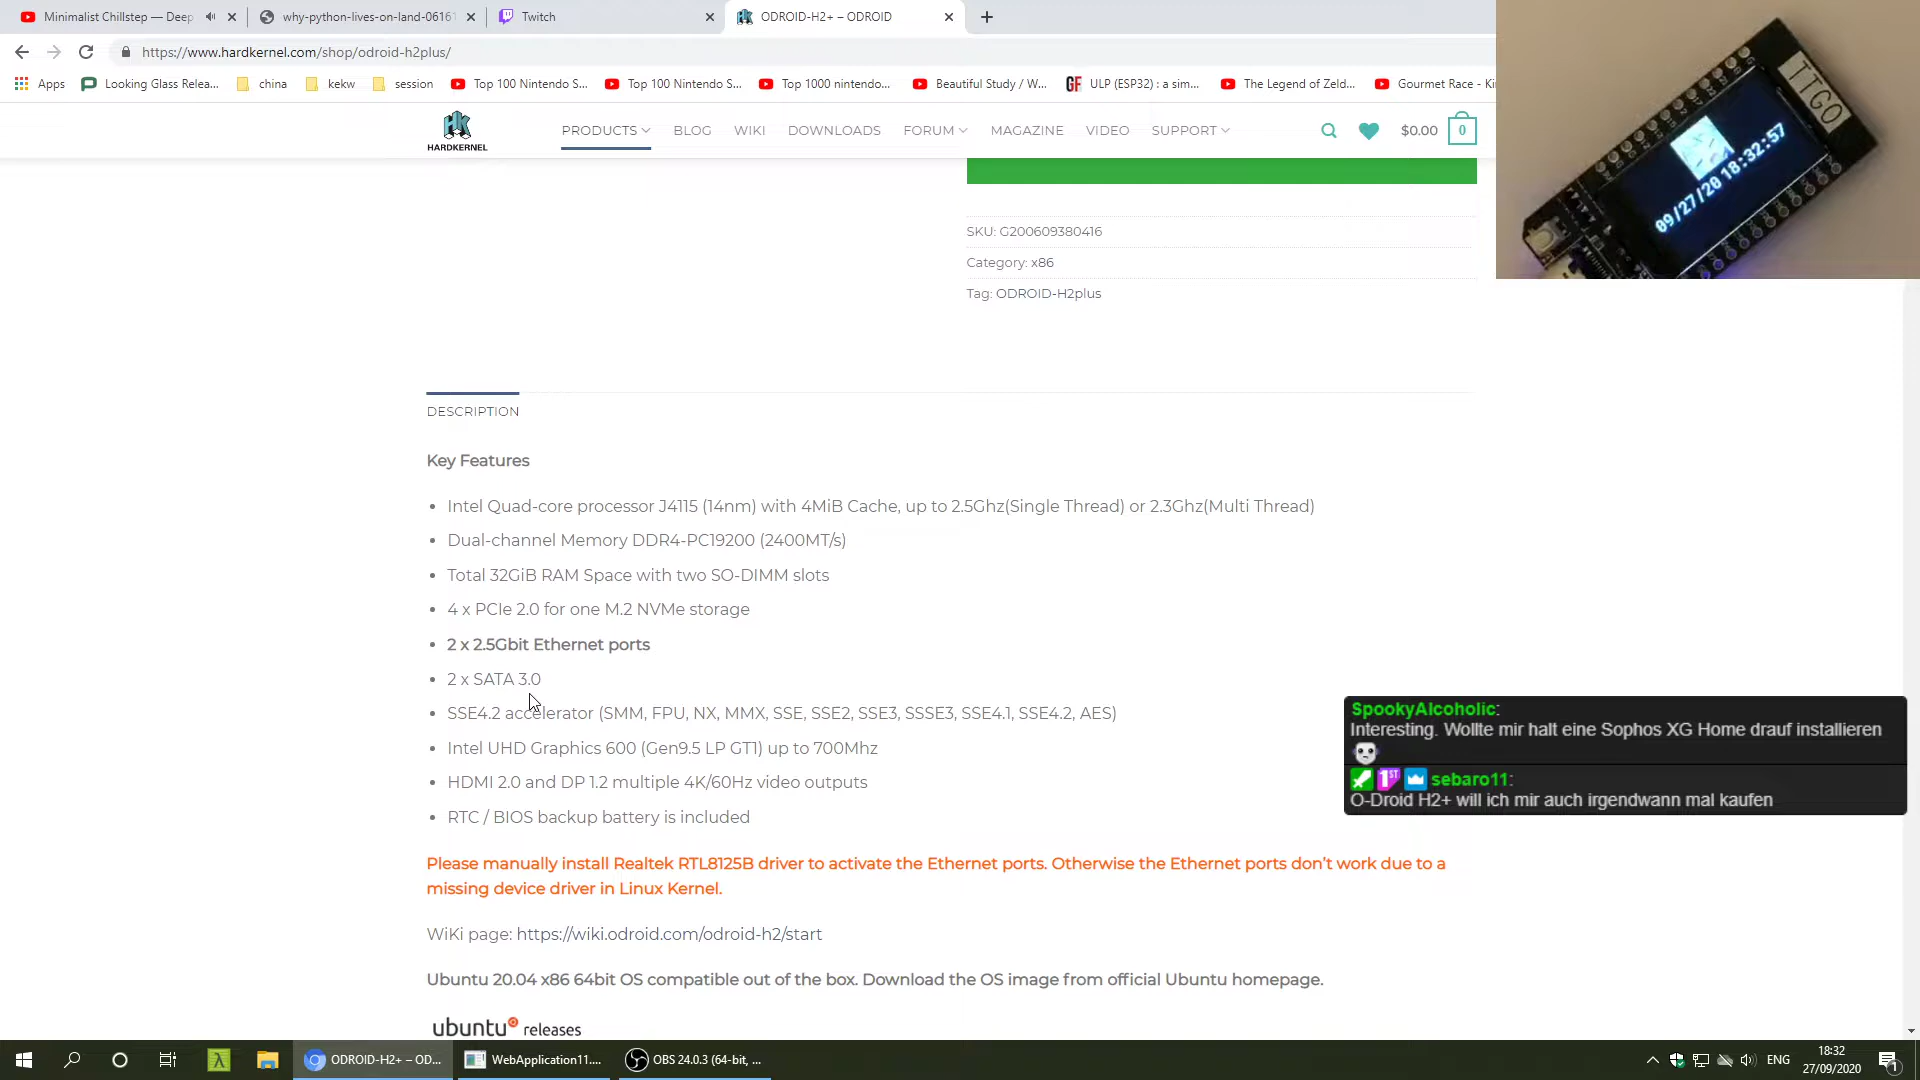 Minimalist Chillstep — Deep
why-python-lives-on-land-06161
Twitch
ODROID-H2+ – ODROID
https://www.hardkernel.com/shop/odroid-h2plus/
Apps
Looking Glass Relea...
china
kekw
session
Top 100 Nintendo S...
Top 100 Nintendo S...
Top 1000 nintendo...
Beautiful Study / W...
GF
ULP (ESP32) : a sim...
The Legend of Zeld...
Gourmet Race - Ki
HARDKERNEL
PRODUCTS
BLOG
WIKI
DOWNLOADS
FORUM
MAGAZINE
VIDEO
SUPPORT
$0.00
0
TTGO
09/27/20 18:32:57
SKU: G200609380416
Category: x86
Tag: ODROID-H2plus
DESCRIPTION
Key Features
Intel Quad-core processor J4115 (14nm) with 4MiB Cache, up to 2.5Ghz(Single Thread) or 2.3Ghz(Multi Thread)
Dual-channel Memory DDR4-PC19200 (2400MT/s)
Total 32GiB RAM Space with two SO-DIMM slots
4 x PCIe 2.0 for one M.2 NVMe storage
2 x 2.5Gbit Ethernet ports
2 x SATA 3.0
SSE4.2 accelerator (SMM, FPU, NX, MMX, SSE, SSE2, SSE3, SSSE3, SSE4.1, SSE4.2, AES)
Intel UHD Graphics 600 (Gen9.5 LP GT1) up to 700Mhz
HDMI 2.0 and DP 1.2 multiple 4K/60Hz video outputs
RTC / BIOS backup battery is included
SpookyAlcoholic:
Interesting. Wollte mir halt eine Sophos XG Home drauf installieren
1ST sebaro11:
O-Droid H2+ will ich mir auch irgendwann mal kaufen
Please manually install Realtek RTL8125B driver to activate the Ethernet ports. Otherwise the Ethernet ports don't work due to a
missing device driver in Linux Kernel.
WiKi page: https://wiki.odroid.com/odroid-h2/start
Ubuntu 20.04 x86 64bit OS compatible out of the box. Download the OS image from official Ubuntu homepage.
ubuntu releases
ODROID-H2+ – OD...
WebApplication11....
OBS 24.0.3 (64-bit, ...
ENG
18:32
27/09/2020
1